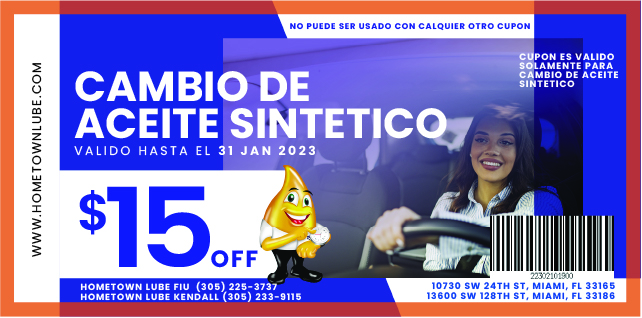 NO PUEDE SER USADO CON CALQUIER OTRO CUPON
CUPON ES VALIDO
SOLAMENTE PARA
CAMBIO DE ACEITE
SINTETICO
WWW.HOMETOWNLUBE.COM
CAMBIO DE
ACEITE SINTETICO
VALIDO HASTA EL 31 JAN 2023
$15 OFF
22302101900
HOMETOWN LUBE FIU (305) 225-3737
HOMETOWN LUBE KENDALL (305) 233-9115
10730 SW 24TH ST, MIAMI, FL 33165
13600 SW 128TH ST, MIAMI, FL 33186